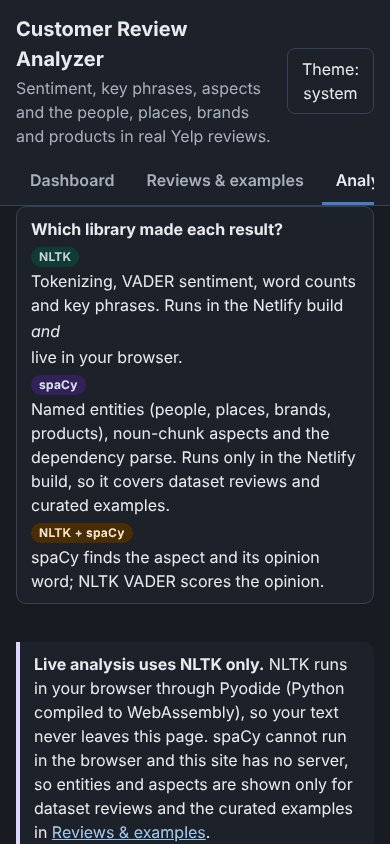 Customer Review
Analyzer
Sentiment, key phrases, aspects
and the people, places, brands
and products in real Yelp reviews.
Theme:
system
Dashboard Reviews & examples Analy
Which library made each result?
NLTK
Tokenizing, VADER sentiment, word counts
and key phrases. Runs in the Netlify build
and
live in your browser.
spaCy
Named entities (people, places, brands,
products), noun-chunk aspects and the
dependency parse. Runs only in the Netlify
build, so it covers dataset reviews and
curated examples.
NLTK + spaCy
spaCy finds the aspect and its opinion
word; NLTK VADER scores the opinion.
Live analysis uses NLTK only. NLTK runs
in your browser through Pyodide (Python
compiled to WebAssembly), so your text
never leaves this page. spaCy cannot run
in the browser and this site has no server,
so entities and aspects are shown only for
dataset reviews and the curated examples
in Reviews & examples.